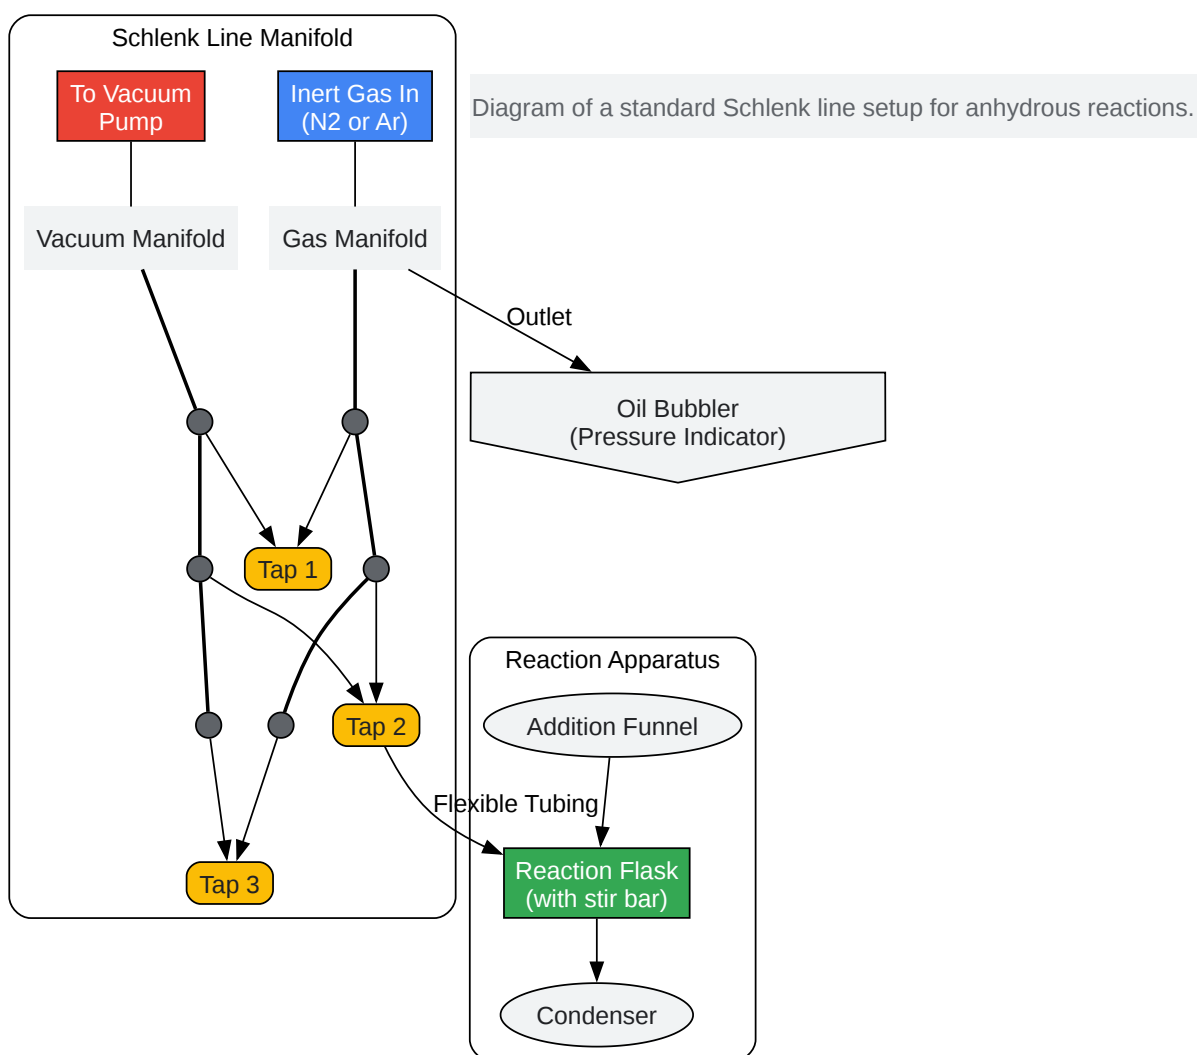 Schlenk Line Manifold
To Vacuum
Pump
Inert Gas In
(N2 or Ar)
Diagram of a standard Schlenk line setup for anhydrous reactions.
Vacuum Manifold
Gas Manifold
Outlet
Oil Bubbler
(Pressure Indicator)
Tap 1
Reaction Apparatus
Addition Funnel
Tap 2
Flexible Tubing
Reaction Flask
(with stir bar)
Tap 3
Condenser